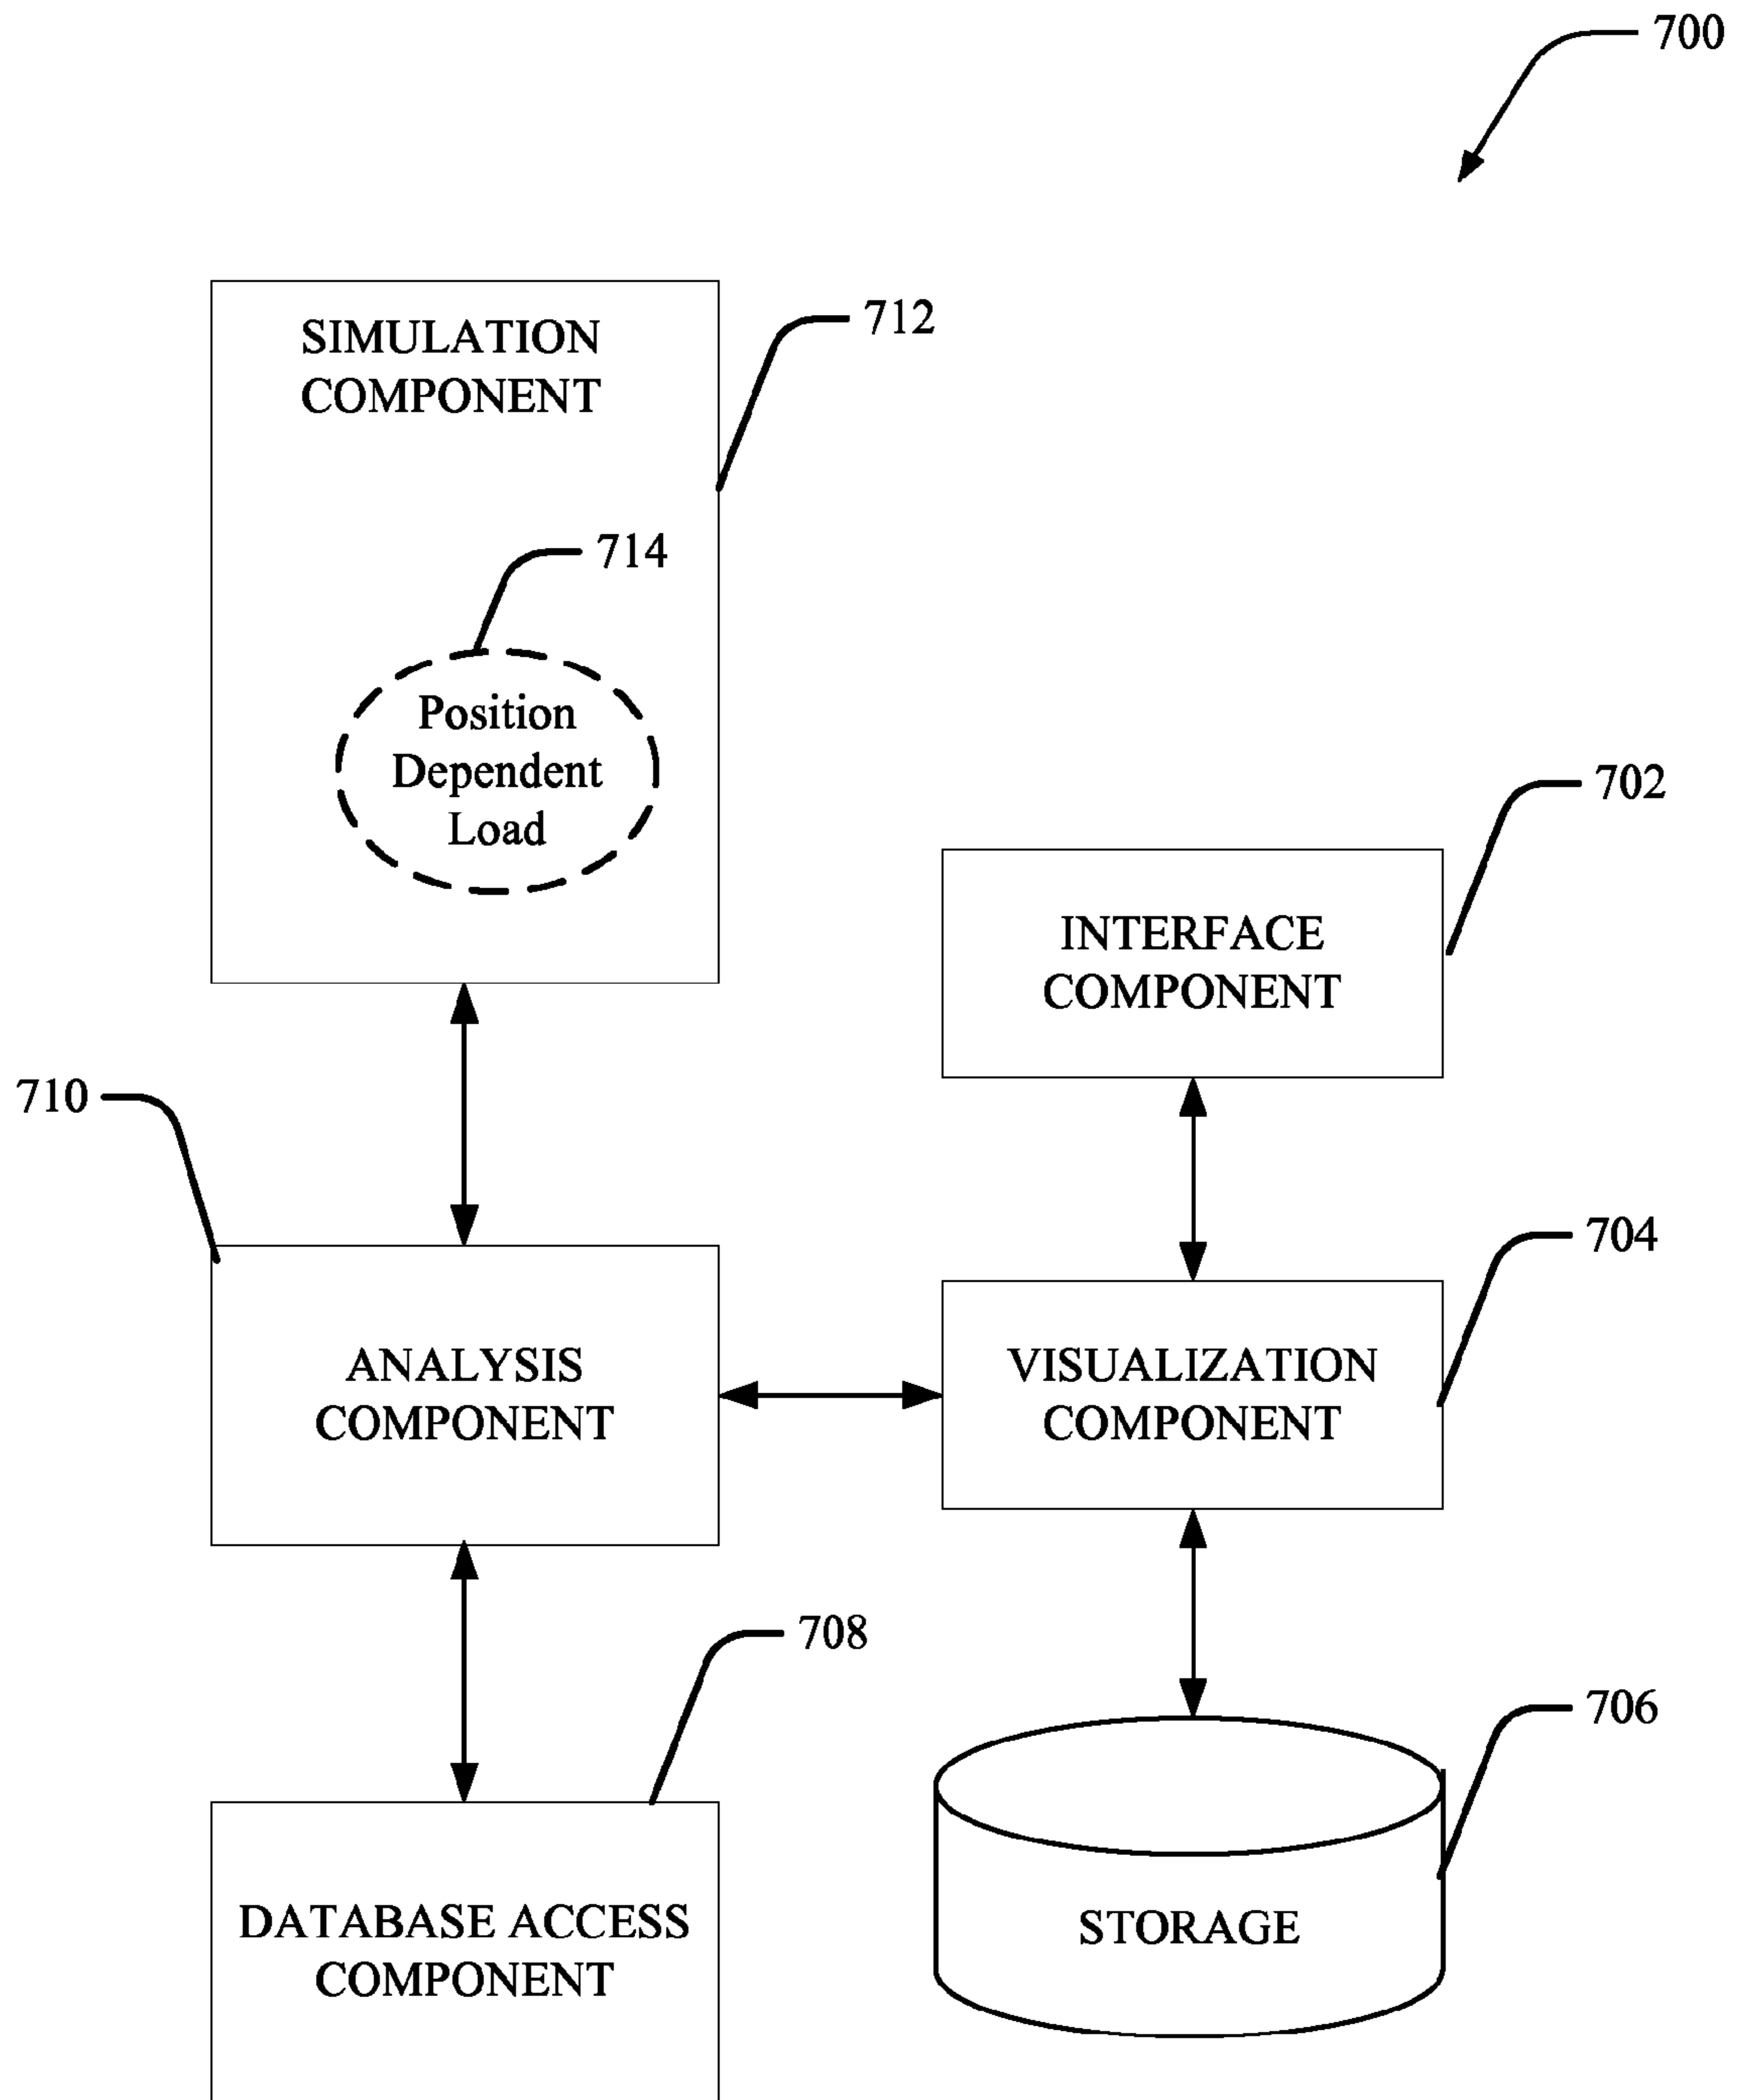 700
SIMULATION
COMPONENT
712
714
Position
Dependent
Load
702
INTERFACE
COMPONENT
710
704
ANALYSIS
COMPONENT
VISUALIZATION
COMPONENT
708
706
DATABASE ACCESS
COMPONENT
STORAGE